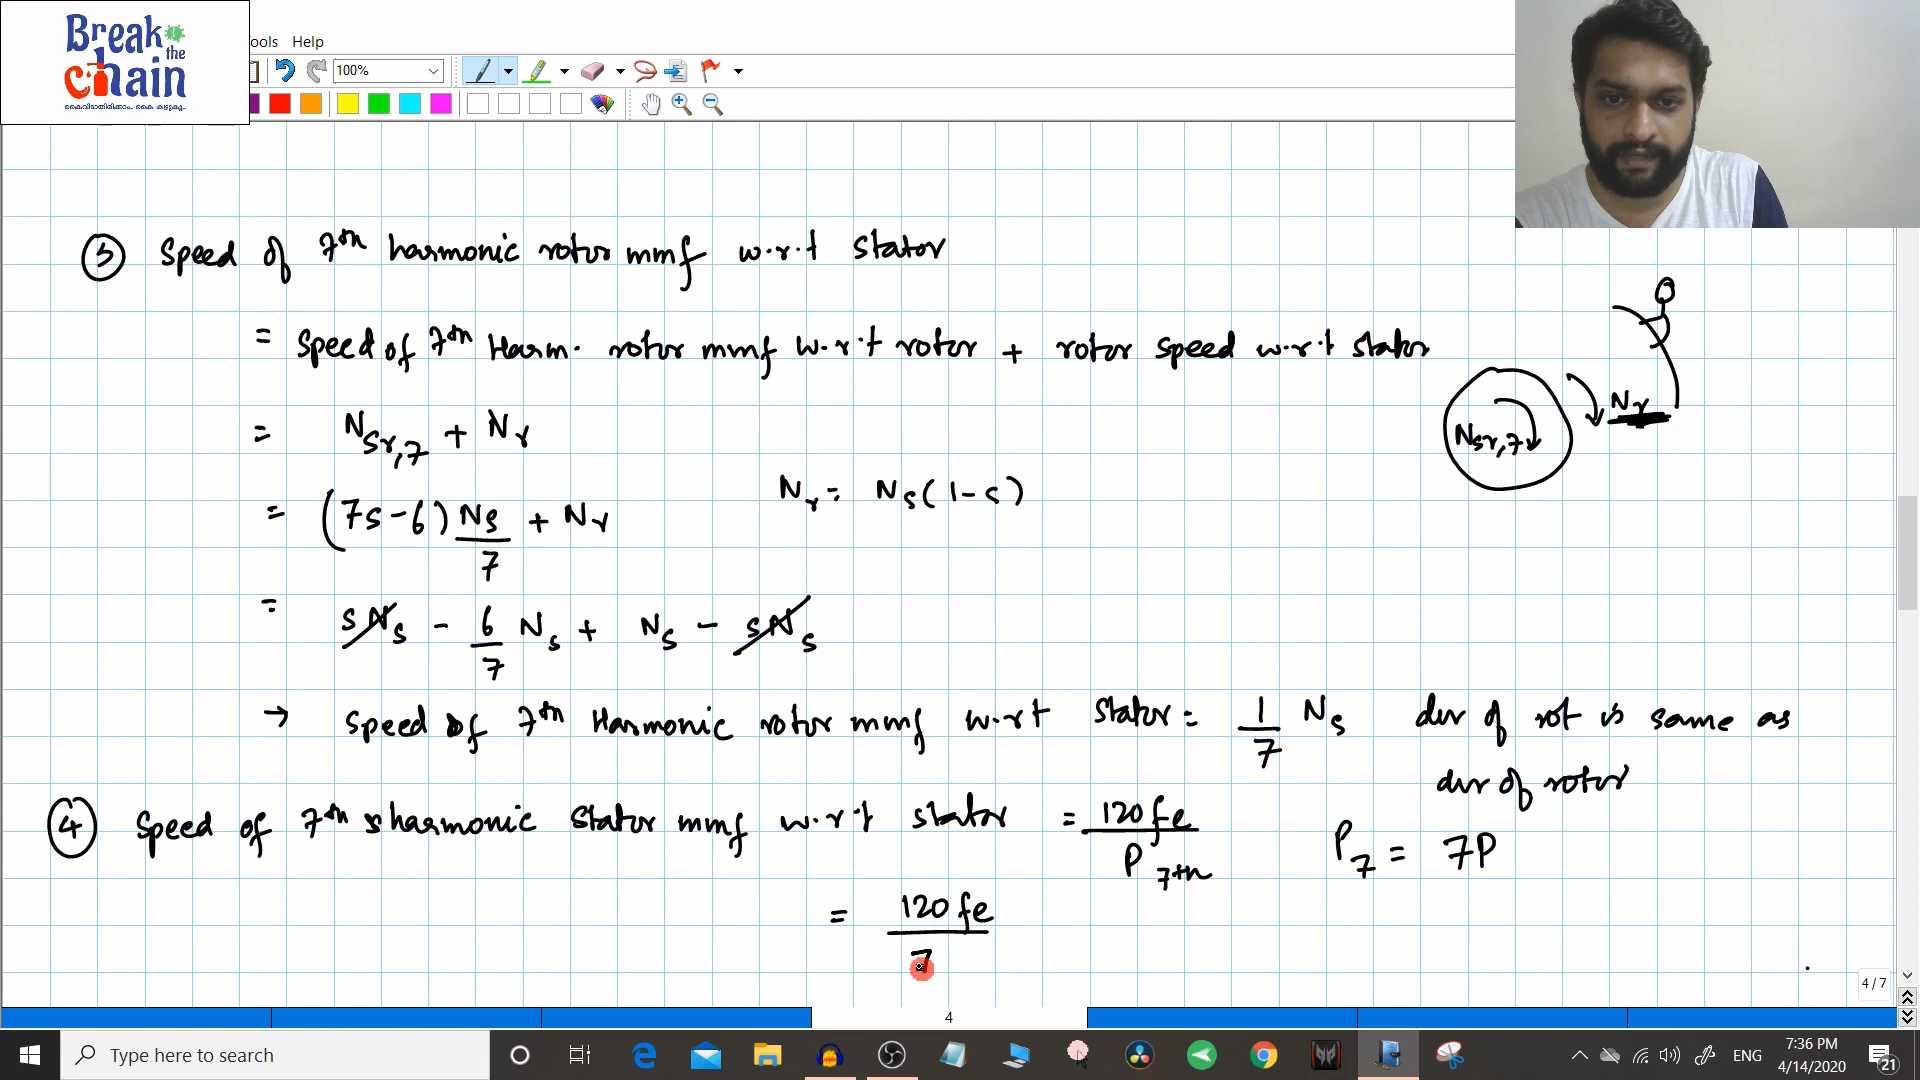 Break
the
chain
കൈവിടാതിരിക്കാം.. കൈ കഴുകൂ..
Tools Help
100%
③ Speed of 7th harmonic rotor mmf w.r.t stator
= Speed of 7th Harm. rotor mmf w.r.t rotor + rotor speed w.r.t stator
= Nsr,7 + Nr
Nsr,7 Nr
= (7s-6) Ns/7 + Nr Nr = Ns(1-s)
= sNs - 6/7 Ns + Ns - sNs
→ Speed of 7th Harmonic rotor mmf w.r.t stator = 1/7 Ns dir of rot is same as
dir of rotor
④ Speed of 7th harmonic stator mmf w.r.t stator = 120fe/P7th P7 = 7P
= 120fe/7
4/7
4
Type here to search
ENG
7:36 PM
4/14/2020
21